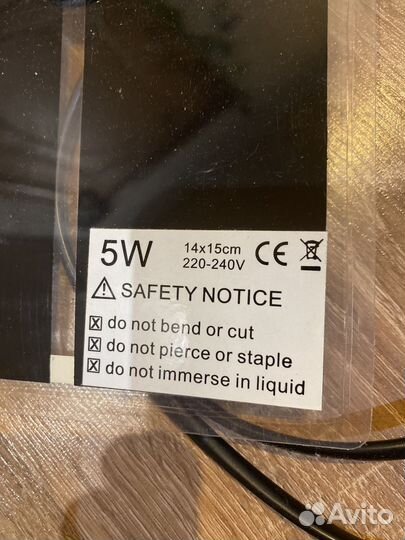 5W 14x15cm CE
220-240V
⚠ SAFETY NOTICE
☒ do not bend or cut
☒ do not pierce or staple
☒ do not immerse in liquid
Avito